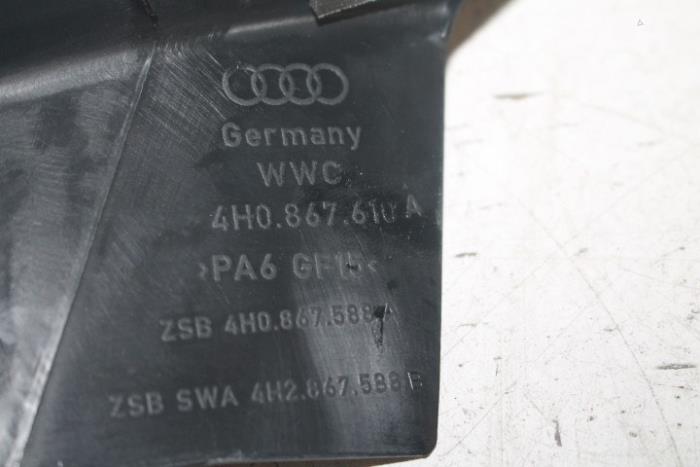 Germany
WWC
4H0.867.610 A
>PA6 GF15<
ZSB 4H0.867.588 A
ZSB SWA 4H2.867.588 B